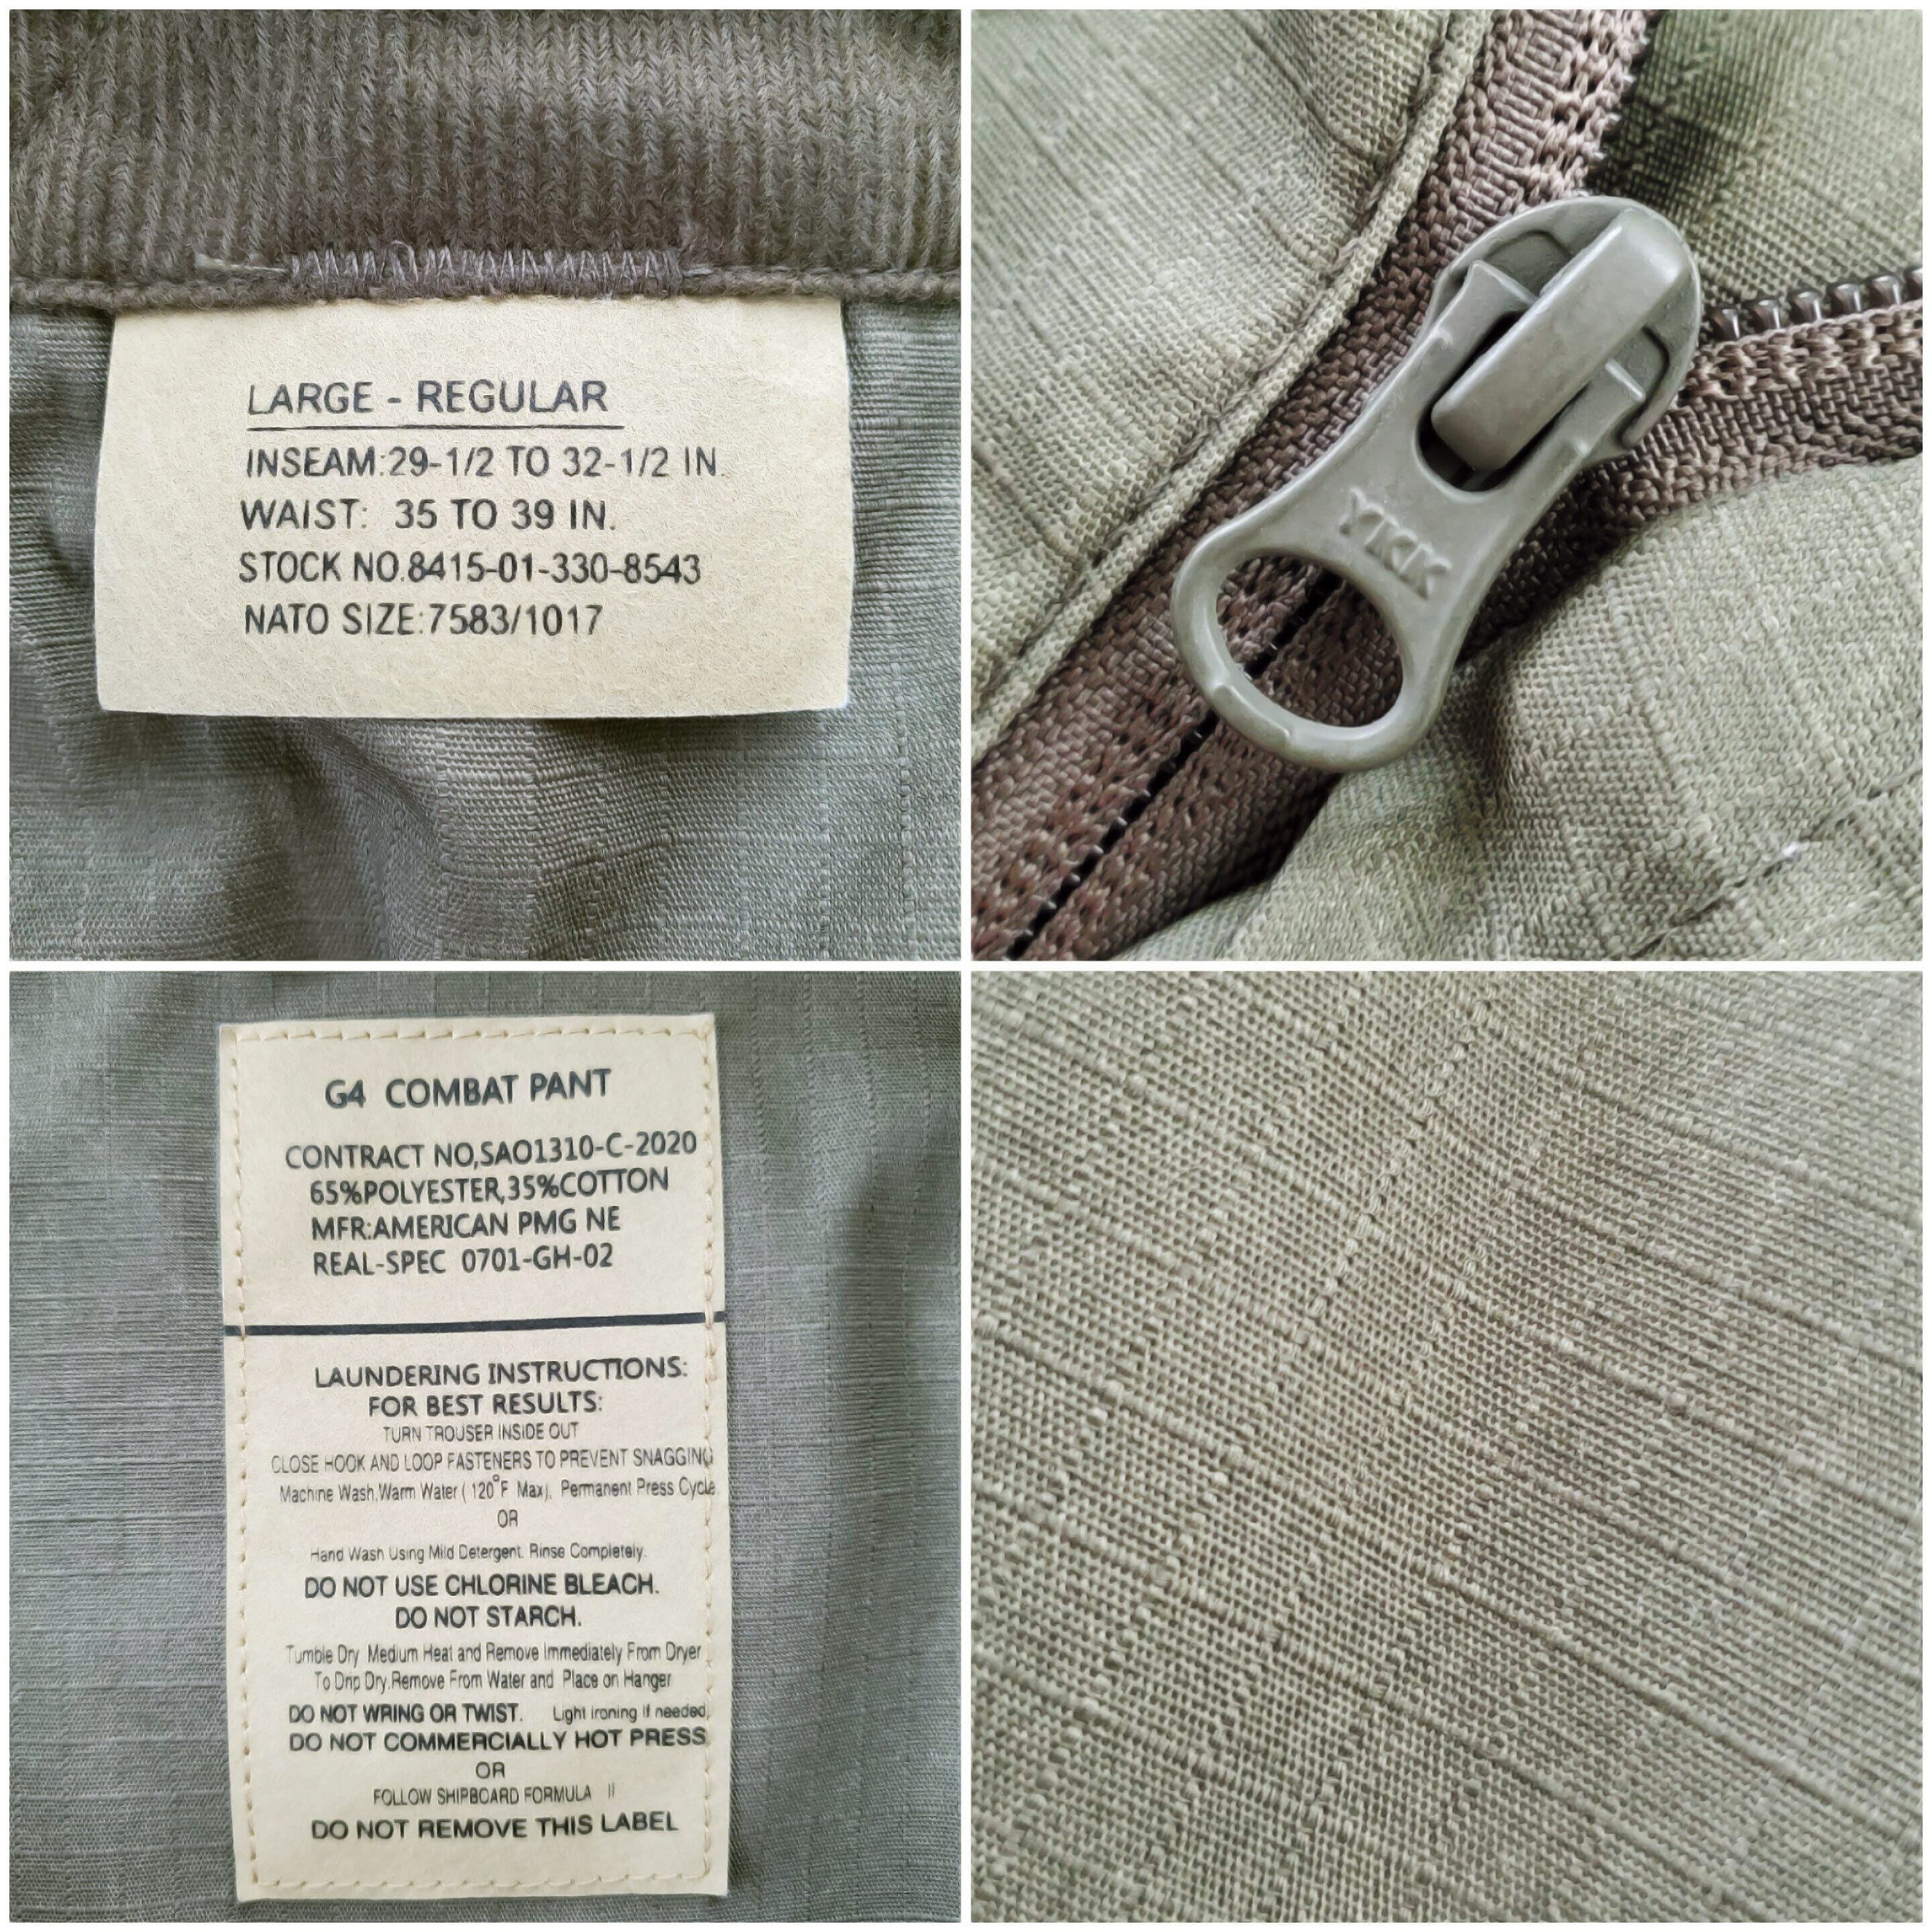 LARGE - REGULAR
INSEAM:29-1/2 TO 32-1/2 IN.
WAIST: 35 TO 39 IN.
STOCK NO.8415-01-330-8543
NATO SIZE:7583/1017
YKK
G4 COMBAT PANT
CONTRACT NO,SAO1310-C-2020
65%POLYESTER,35%COTTON
MFR:AMERICAN PMG NE
REAL-SPEC 0701-GH-02
LAUNDERING INSTRUCTIONS:
FOR BEST RESULTS:
TURN TROUSER INSIDE OUT
CLOSE HOOK AND LOOP FASTENERS TO PREVENT SNAGGING
Machine Wash,Warm Water ( 120°F Max), Permanent Press Cycle
OR
Hand Wash Using Mild Detergent. Rinse Completely.
DO NOT USE CHLORINE BLEACH.
DO NOT STARCH.
Tumble Dry Medium Heat and Remove Immediately From Dryer
To Drip Dry,Remove From Water and Place on Hanger
DO NOT WRING OR TWIST. Light ironing if needed,
DO NOT COMMERCIALLY HOT PRESS
OR
FOLLOW SHIPBOARD FORMULA II
DO NOT REMOVE THIS LABEL